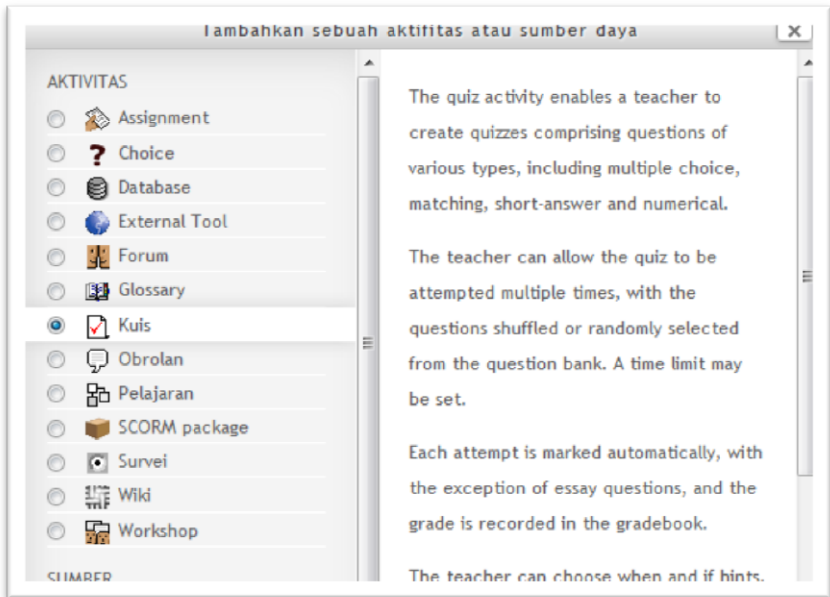 Tambahkan sebuah aktifitas atau sumber daya
AKTIVITAS
Assignment
Choice
Database
External Tool
Forum
Glossary
Kuis
Obrolan
Pelajaran
SCORM package
Survei
Wiki
Workshop
SUMBER
The quiz activity enables a teacher to
create quizzes comprising questions of
various types, including multiple choice,
matching, short-answer and numerical.
The teacher can allow the quiz to be
attempted multiple times, with the
questions shuffled or randomly selected
from the question bank. A time limit may
be set.
Each attempt is marked automatically, with
the exception of essay questions, and the
grade is recorded in the gradebook.
The teacher can choose when and if hints,